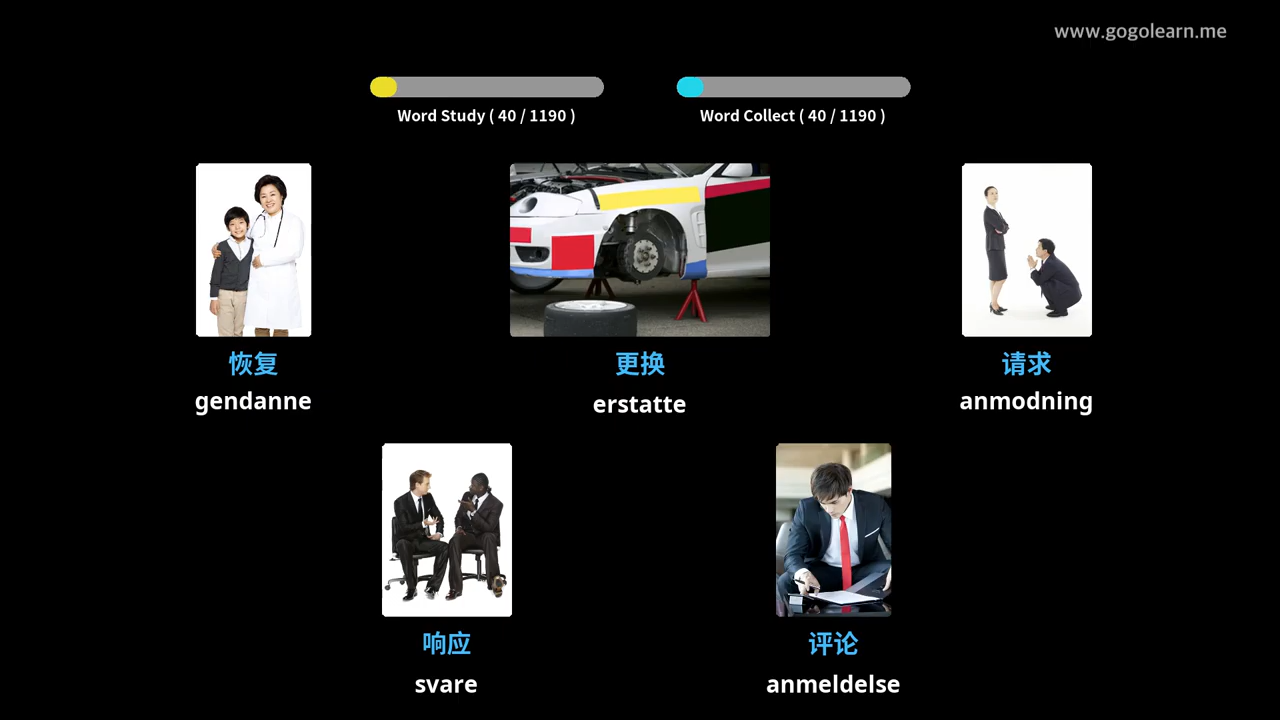 www.gogolearn.me
Word Study ( 40 / 1190 )
Word Collect ( 40 / 1190 )
恢复
gendanne
更换
erstatte
请求
anmodning
响应
svare
评论
anmeldelse